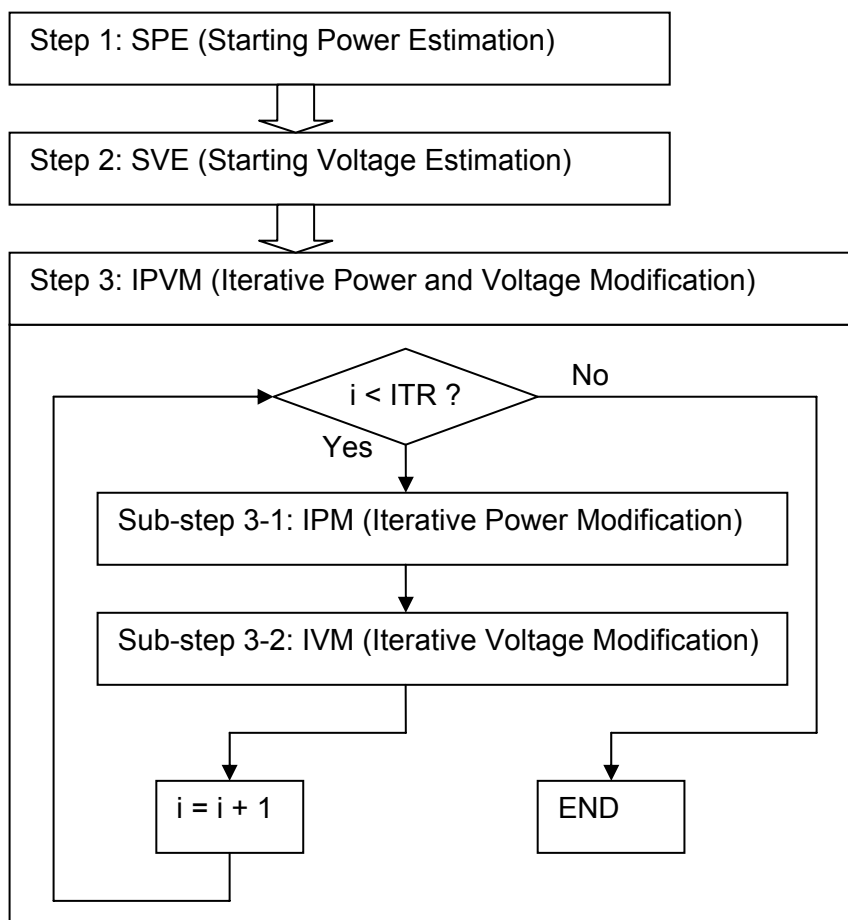 Step 1: SPE (Starting Power Estimation)
Step 2: SVE (Starting Voltage Estimation)
Step 3: IPVM (Iterative Power and Voltage Modification)
i < ITR ?
No
Yes
Sub-step 3-1: IPM (Iterative Power Modification)
Sub-step 3-2: IVM (Iterative Voltage Modification)
i = i + 1
END